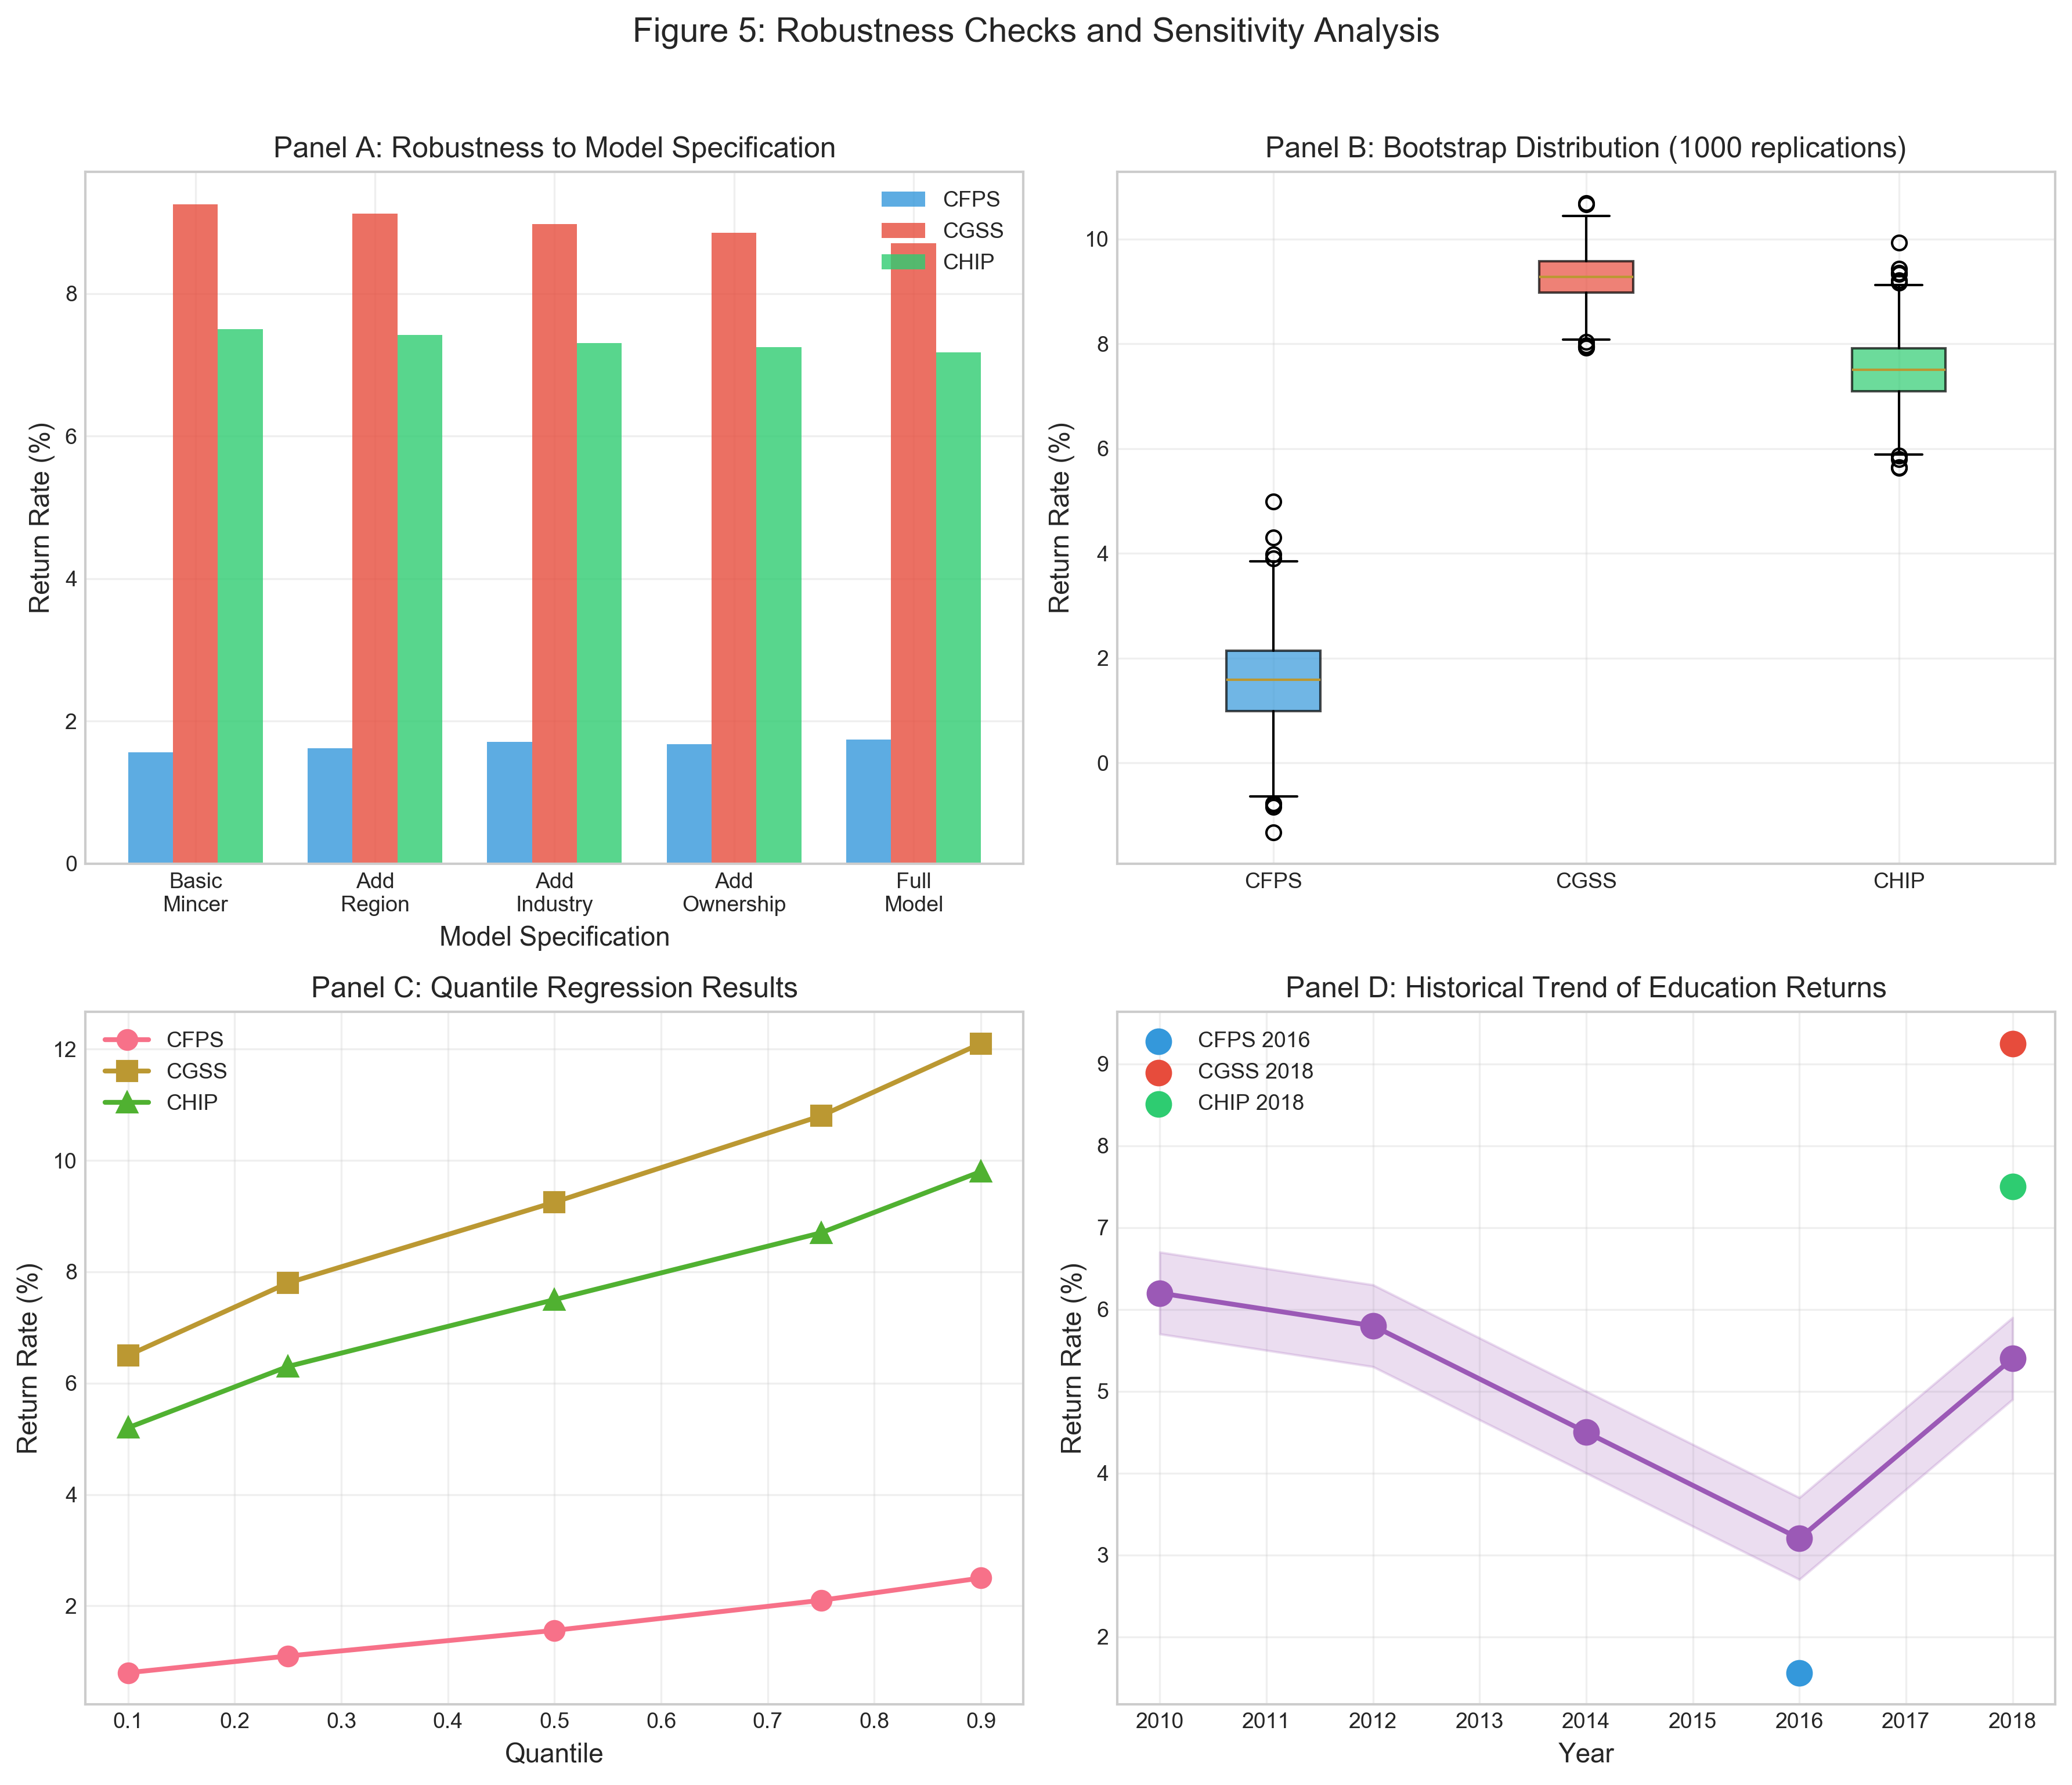 Figure 5: Robustness Checks and Sensitivity Analysis
Panel A: Robustness to Model Specification
CFPS
CGSS
CHIP
8
6
4
2
0
Return Rate (%)
Basic
Mincer
Add
Region
Add
Industry
Add
Ownership
Full
Model
Model Specification
Panel B: Bootstrap Distribution (1000 replications)
10
8
6
4
2
0
Return Rate (%)
CFPS
CGSS
CHIP
Panel C: Quantile Regression Results
CFPS
CGSS
CHIP
12
10
8
6
4
2
Return Rate (%)
0.1 0.2 0.3 0.4 0.5 0.6 0.7 0.8 0.9
Quantile
Panel D: Historical Trend of Education Returns
CFPS 2016
CGSS 2018
CHIP 2018
9
8
7
6
5
4
3
2
Return Rate (%)
2010 2011 2012 2013 2014 2015 2016 2017 2018
Year